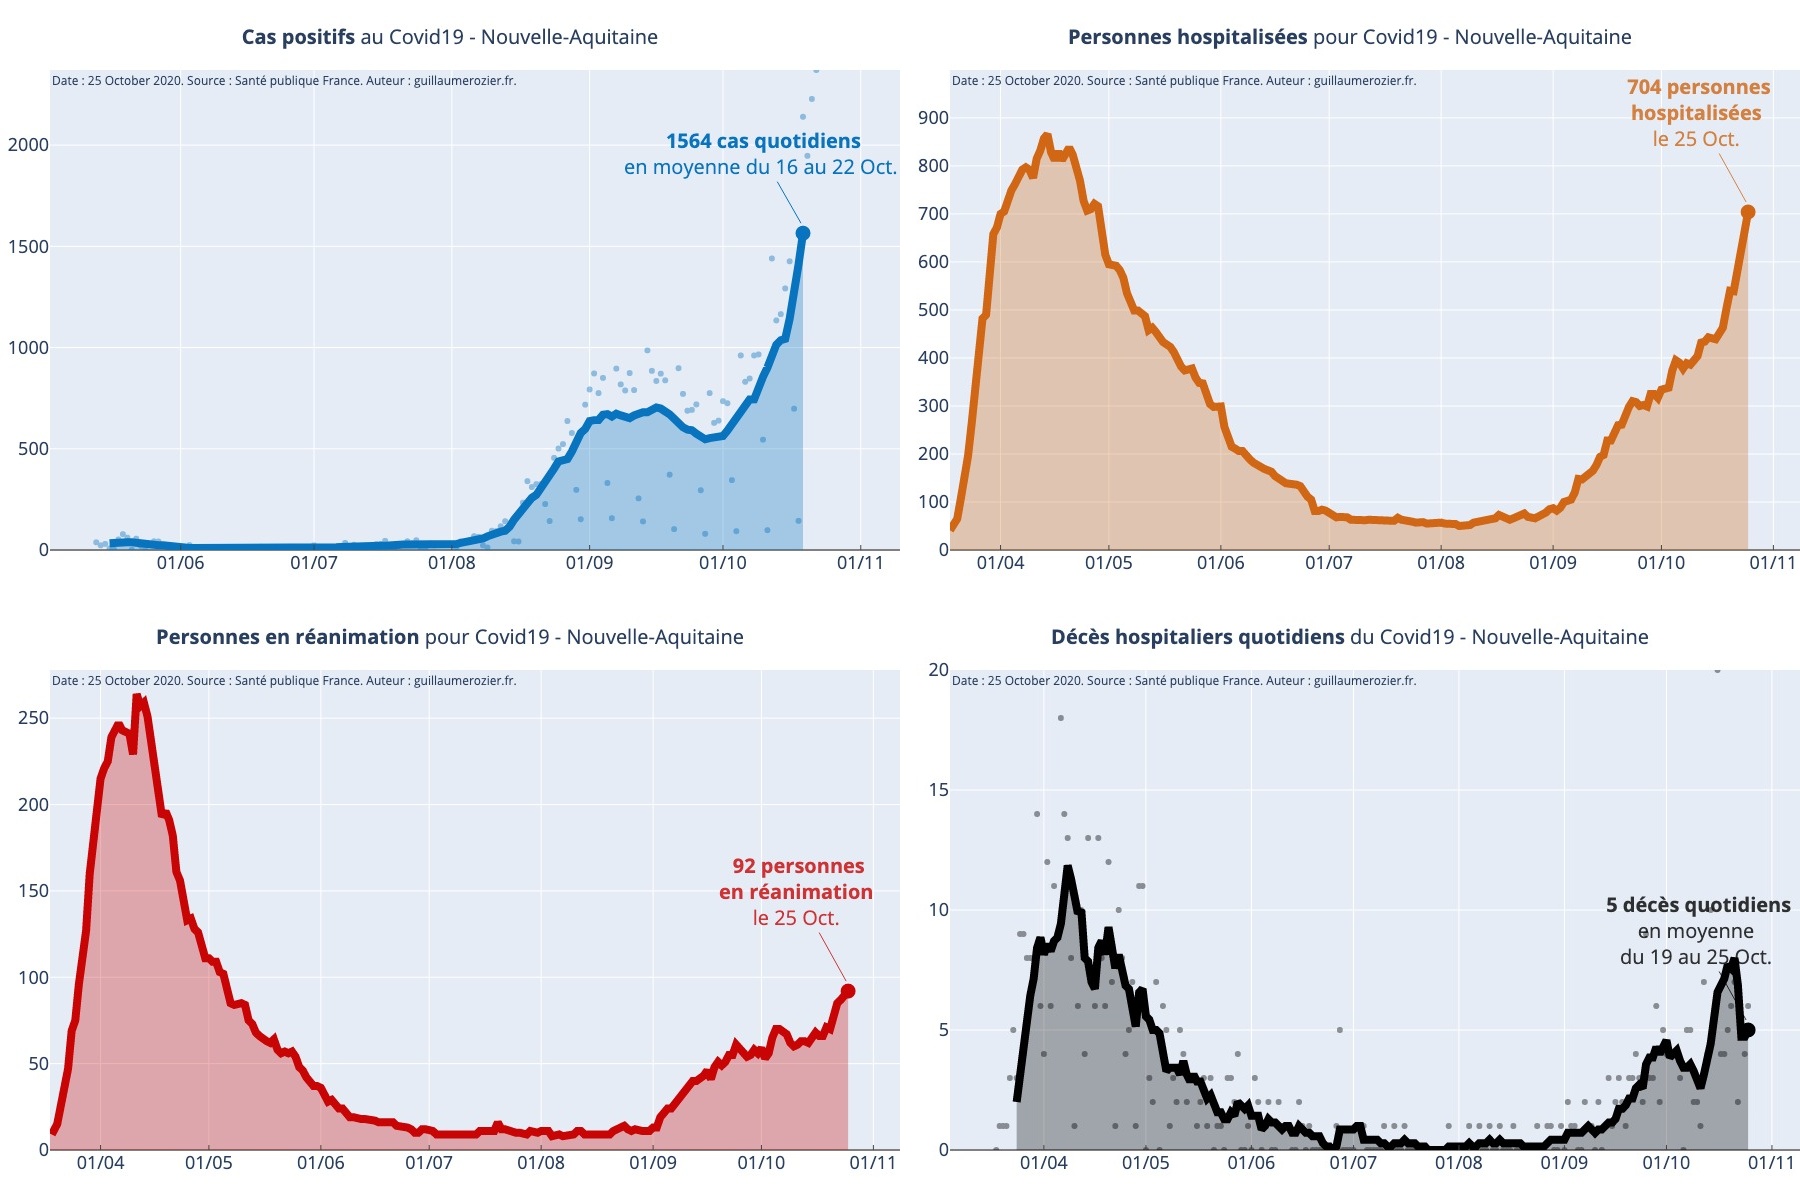 Cas positifs au Covid19 - Nouvelle-Aquitaine
Date : 25 October 2020. Source : Santé publique France. Auteur : guillaumerozier.fr.
1564 cas quotidiens
en moyenne du 16 au 22 Oct.
2000
1500
1000
500
0
01/06 01/07 01/08 01/09 01/10 01/11
Personnes hospitalisées pour Covid19 - Nouvelle-Aquitaine
Date : 25 October 2020. Source : Santé publique France. Auteur : guillaumerozier.fr.
704 personnes
hospitalisées
le 25 Oct.
900
800
700
600
500
400
300
200
100
0
01/04 01/05 01/06 01/07 01/08 01/09 01/10 01/11
Personnes en réanimation pour Covid19 - Nouvelle-Aquitaine
Date : 25 October 2020. Source : Santé publique France. Auteur : guillaumerozier.fr.
92 personnes
en réanimation
le 25 Oct.
250
200
150
100
50
0
01/04 01/05 01/06 01/07 01/08 01/09 01/10 01/11
Décès hospitaliers quotidiens du Covid19 - Nouvelle-Aquitaine
Date : 25 October 2020. Source : Santé publique France. Auteur : guillaumerozier.fr.
5 décès quotidiens
en moyenne
du 19 au 25 Oct.
20
15
10
5
0
01/04 01/05 01/06 01/07 01/08 01/09 01/10 01/11